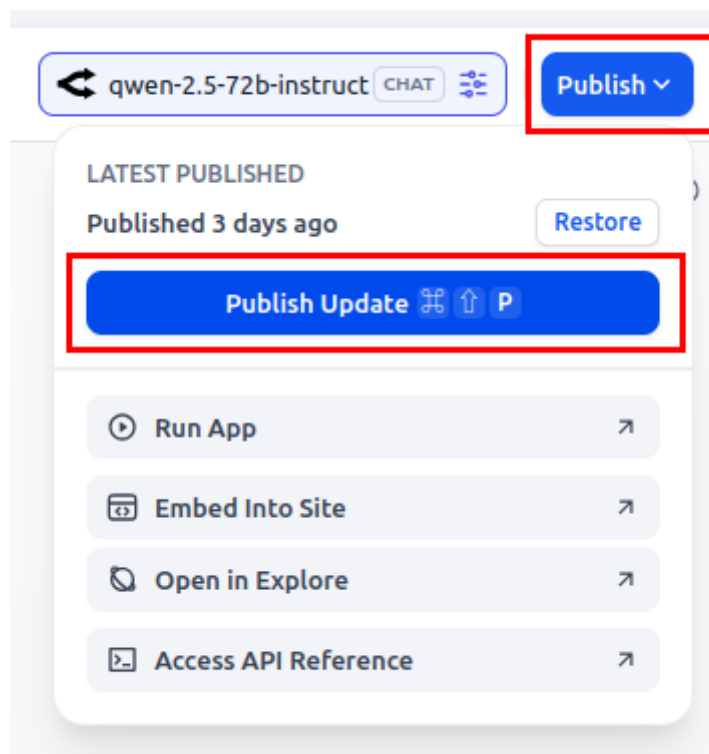 qwen-2.5-72b-instruct CHAT Publish
LATEST PUBLISHED
Published 3 days ago Restore
Publish Update ⌘ ⇧ P
Run App
Embed Into Site
Open in Explore
Access API Reference